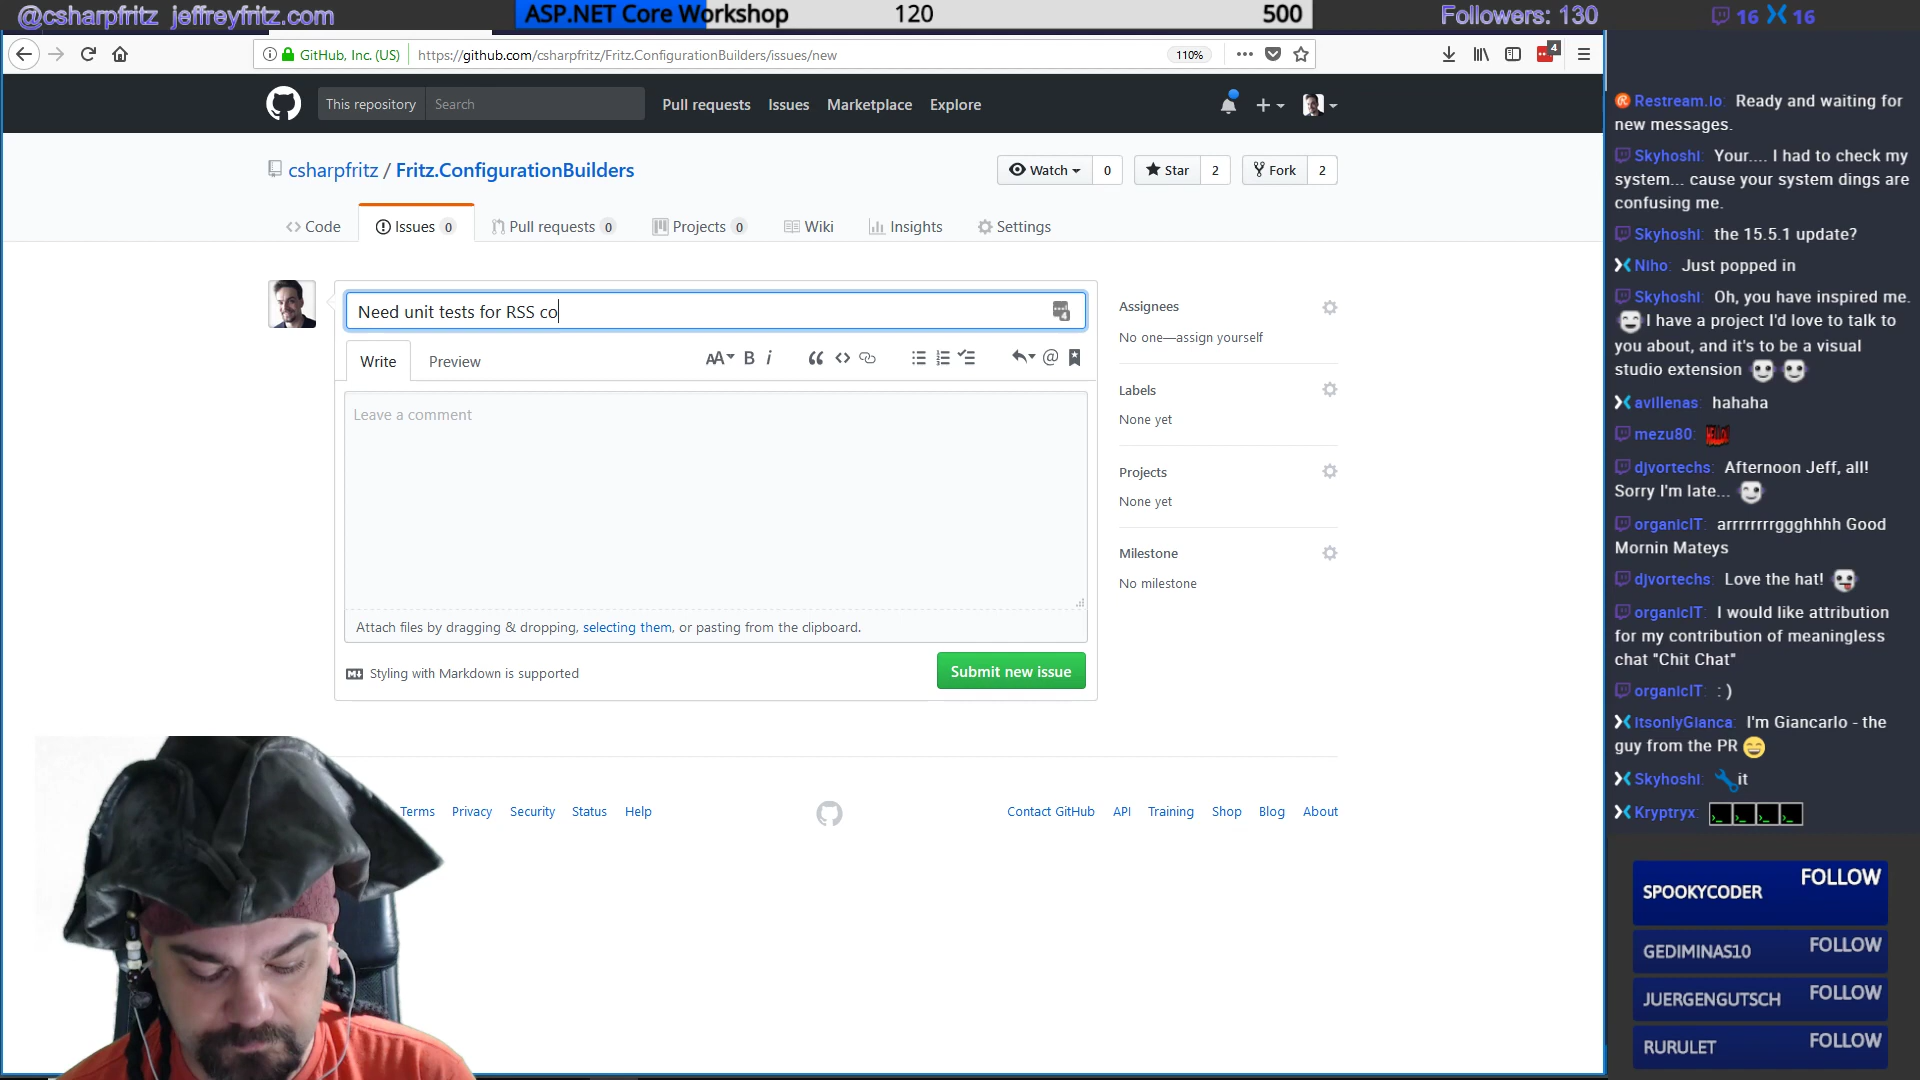 @csharpfritz jeffreyfritz.com
ASP.NET Core Workshop 120 500
Followers: 130
16 16
GitHub, Inc. (US)
https://github.com/csharpfritz/Fritz.ConfigurationBuilders/issues/new
110%
4
This repository
Search
Pull requests
Issues
Marketplace
Explore
csharpfritz / Fritz.ConfigurationBuilders
Watch 0
Star 2
Fork 2
Code
Issues 0
Pull requests 0
Projects 0
Wiki
Insights
Settings
Need unit tests for RSS co
4
Write
Preview
AA B i
Leave a comment
Attach files by dragging & dropping, selecting them, or pasting from the clipboard.
Styling with Markdown is supported
Submit new issue
Assignees
No one—assign yourself
Labels
None yet
Projects
None yet
Milestone
No milestone
Terms
Privacy
Security
Status
Help
Contact GitHub
API
Training
Shop
Blog
About
Restream.io: Ready and waiting for
new messages.
Skyhoshi: Your.... I had to check my
system... cause your system dings are
confusing me.
Skyhoshi: the 15.5.1 update?
Niho: Just popped in
Skyhoshi: Oh, you have inspired me.
I have a project I'd love to talk to
you about, and it's to be a visual
studio extension
avillenas: hahaha
mezu80:
djvortechs: Afternoon Jeff, all!
Sorry I'm late...
organicIT: arrrrrrrggghhhh Good
Mornin Mateys
djvortechs: Love the hat!
organicIT: I would like attribution
for my contribution of meaningless
chat "Chit Chat"
organicIT: : )
ItsonlyGianca: I'm Giancarlo - the
guy from the PR
Skyhoshi: it
Kryptryx:
SPOOKYCODER FOLLOW
GEDIMINAS10 FOLLOW
JUERGENGUTSCH FOLLOW
RURULET FOLLOW